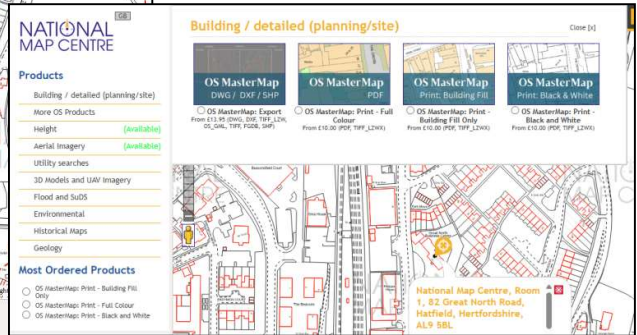 GB
NATIONAL
MAP CENTRE
Products
Building / detailed (planning/site)
More OS Products
Height (Available)
Aerial Imagery (Available)
Utility searches
3D Models and UAV Imagery
Flood and SuDS
Environmental
Historical Maps
Geology
Most Ordered Products
OS MasterMap: Print - Building Fill
Only
OS MasterMap: Print - Full Colour
OS MasterMap: Print - Black and White
Building / detailed (planning/site)
Close [x]
OS MasterMap
DWG / DXF / SHP
OS MasterMap: Export
From £13.95 (DWG, DXF, TIFF_LZW,
OS_GML, TIFF, FGDB, SHP)
OS MasterMap
PDF
OS MasterMap: Print - Full
Colour
From £10.00 (PDF, TIFF_LZWX)
OS MasterMap
Print: Building Fill
OS MasterMap: Print -
Building Fill Only
From £10.00 (PDF, TIFF_LZWX)
OS MasterMap
Print: Black & White
OS MasterMap: Print -
Black and White
From £10.00 (PDF, TIFF_LZWX)
National Map Centre, Room
1, 82 Great North Road,
Hatfield, Hertfordshire,
AL9 5BL